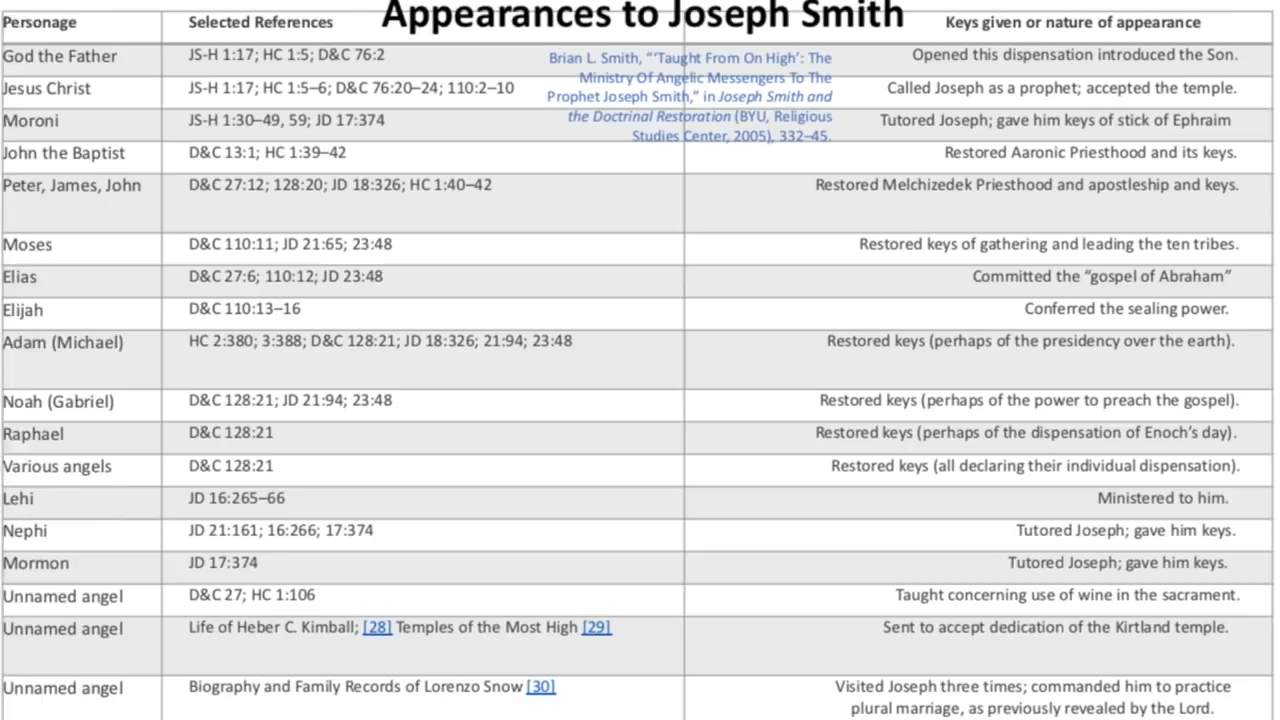 Appearances to Joseph Smith
Personage Selected References Keys given or nature of appearance
God the Father JS-H 1:17; HC 1:5; D&C 76:2 Opened this dispensation introduced the Son.
Brian L. Smith, “‘Taught From On High’: The
Ministry Of Angelic Messengers To The
Prophet Joseph Smith,” in Joseph Smith and
the Doctrinal Restoration (BYU, Religious
Studies Center, 2005), 332–45.
Jesus Christ JS-H 1:17; HC 1:5–6; D&C 76:20–24; 110:2–10 Called Joseph as a prophet; accepted the temple.
Moroni JS-H 1:30–49, 59; JD 17:374 Tutored Joseph; gave him keys of stick of Ephraim
John the Baptist D&C 13:1; HC 1:39–42 Restored Aaronic Priesthood and its keys.
Peter, James, John D&C 27:12; 128:20; JD 18:326; HC 1:40–42 Restored Melchizedek Priesthood and apostleship and keys.
Moses D&C 110:11; JD 21:65; 23:48 Restored keys of gathering and leading the ten tribes.
Elias D&C 27:6; 110:12; JD 23:48 Committed the “gospel of Abraham”
Elijah D&C 110:13–16 Conferred the sealing power.
Adam (Michael) HC 2:380; 3:388; D&C 128:21; JD 18:326; 21:94; 23:48 Restored keys (perhaps of the presidency over the earth).
Noah (Gabriel) D&C 128:21; JD 21:94; 23:48 Restored keys (perhaps of the power to preach the gospel).
Raphael D&C 128:21 Restored keys (perhaps of the dispensation of Enoch’s day).
Various angels D&C 128:21 Restored keys (all declaring their individual dispensation).
Lehi JD 16:265–66 Ministered to him.
Nephi JD 21:161; 16:266; 17:374 Tutored Joseph; gave him keys.
Mormon JD 17:374 Tutored Joseph; gave him keys.
Unnamed angel D&C 27; HC 1:106 Taught concerning use of wine in the sacrament.
Unnamed angel Life of Heber C. Kimball; [28] Temples of the Most High [29] Sent to accept dedication of the Kirtland temple.
Unnamed angel Biography and Family Records of Lorenzo Snow [30] Visited Joseph three times; commanded him to practice
plural marriage, as previously revealed by the Lord.